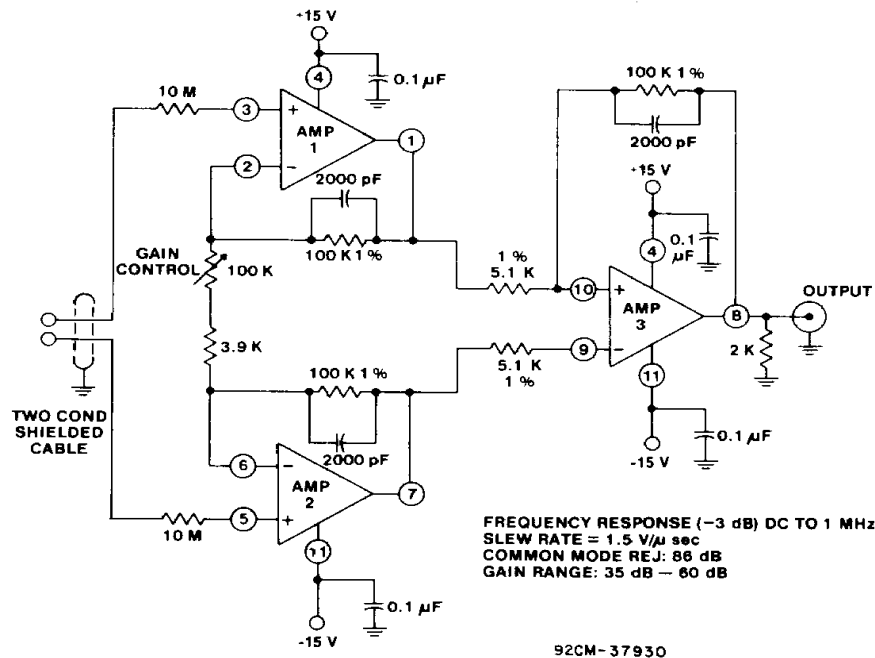 +15 V
4
0.1 µF
10 M
3
+
AMP
1
1
2
−
2000 pF
100 K 1 %
GAIN
CONTROL
100 K
3.9 K
TWO COND
SHIELDED
CABLE
100 K 1 %
2000 pF
6
−
AMP
2
7
10 M
5
+
11
0.1 µF
-15 V
100 K 1 %
2000 pF
+15 V
4
0.1
µF
1 %
5.1 K
10
+
AMP
3
8
OUTPUT
9
−
5.1 K
1 %
2 K
11
0.1 µF
-15 V
FREQUENCY RESPONSE (−3 dB) DC TO 1 MHz
SLEW RATE = 1.5 V/µ sec
COMMON MODE REJ: 86 dB
GAIN RANGE: 35 dB − 60 dB
92CM-37930